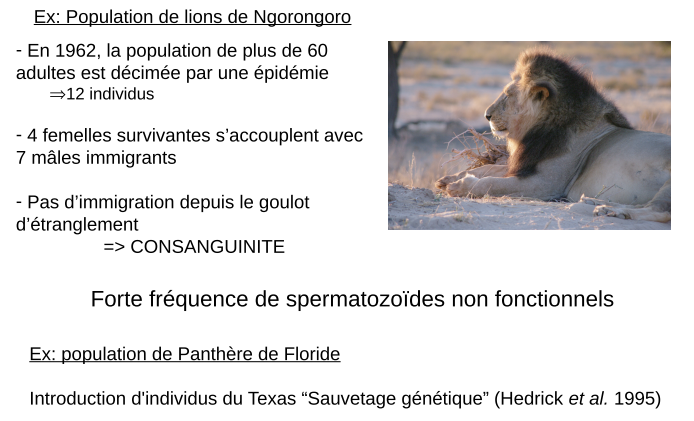 Ex: Population de lions de Ngorongoro
- En 1962, la population de plus de 60
adultes est décimée par une épidémie
⇒12 individus
- 4 femelles survivantes s’accouplent avec
7 mâles immigrants
- Pas d’immigration depuis le goulot
d’étranglement
=> CONSANGUINITE
Forte fréquence de spermatozoïdes non fonctionnels
Ex: population de Panthère de Floride
Introduction d'individus du Texas “Sauvetage génétique” (Hedrick et al. 1995)